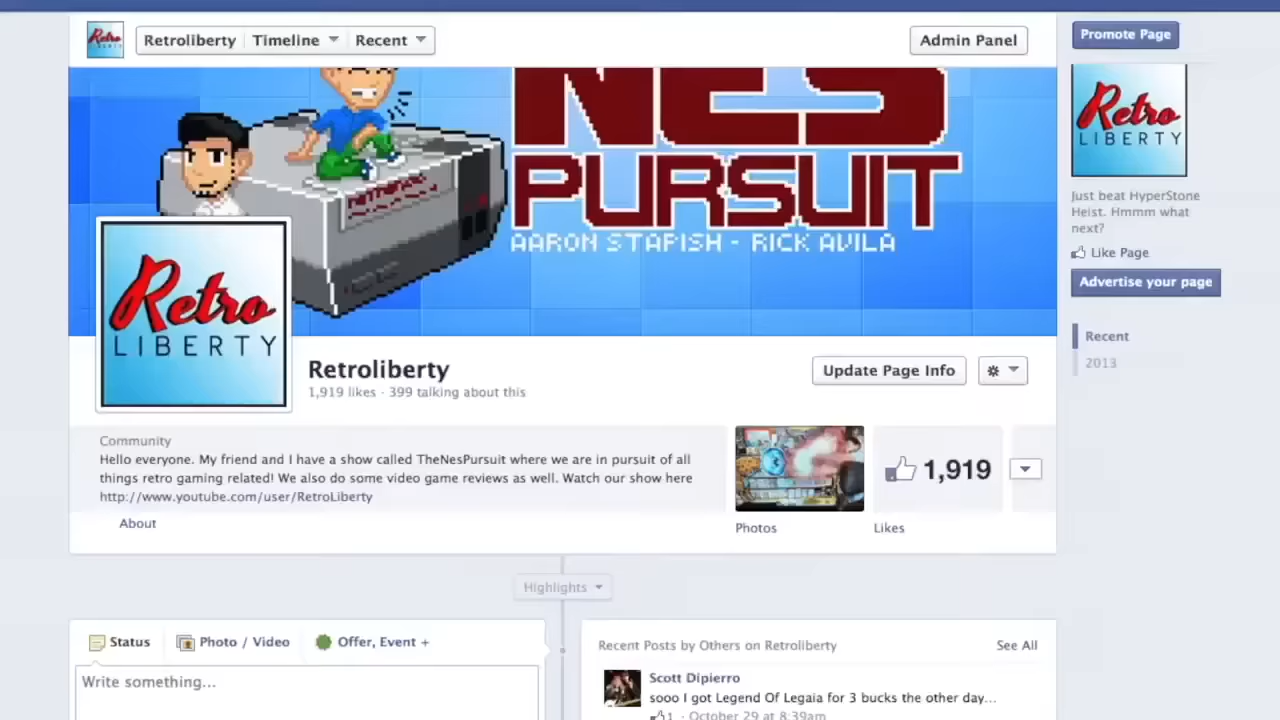 Retro
Retroliberty Timeline Recent
Admin Panel
Promote Page
NES
PURSUIT
AARON STAPISH - RICK AVILA
Retro
LIBERTY
Retro
LIBERTY
Just beat HyperStone
Heist. Hmmm what
next?
Like Page
Advertise your page
Recent
2013
Retroliberty
1,919 likes · 399 talking about this
Update Page Info
Community
Hello everyone. My friend and I have a show called TheNesPursuit where we are in pursuit of all
things retro gaming related! We also do some video game reviews as well. Watch our show here
http://www.youtube.com/user/RetroLiberty
About
1,919
Photos
Likes
Highlights
Status Photo / Video Offer, Event +
Write something...
Recent Posts by Others on Retroliberty
See All
Scott Dipierro
sooo I got Legend Of Legaia for 3 bucks the other day...
1 · October 29 at 8:39am